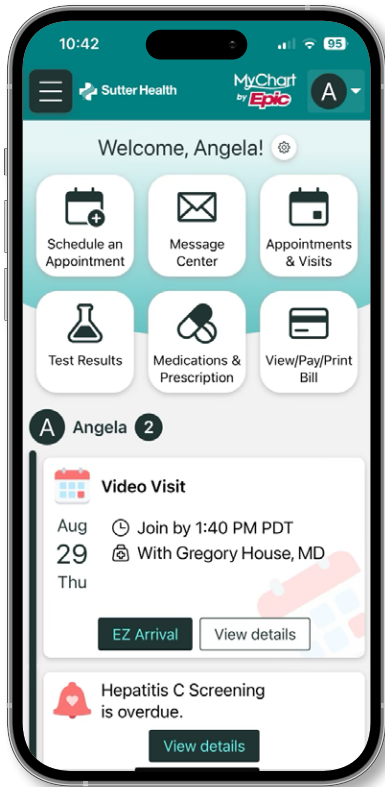 10:42
95
Sutter Health
MyChart
by Epic
A
Welcome, Angela!
Schedule an
Appointment
Message
Center
Appointments
& Visits
Test Results
Medications &
Prescription
View/Pay/Print
Bill
A Angela 2
Video Visit
Aug
29
Thu
Join by 1:40 PM PDT
With Gregory House, MD
EZ Arrival
View details
Hepatitis C Screening
is overdue.
View details